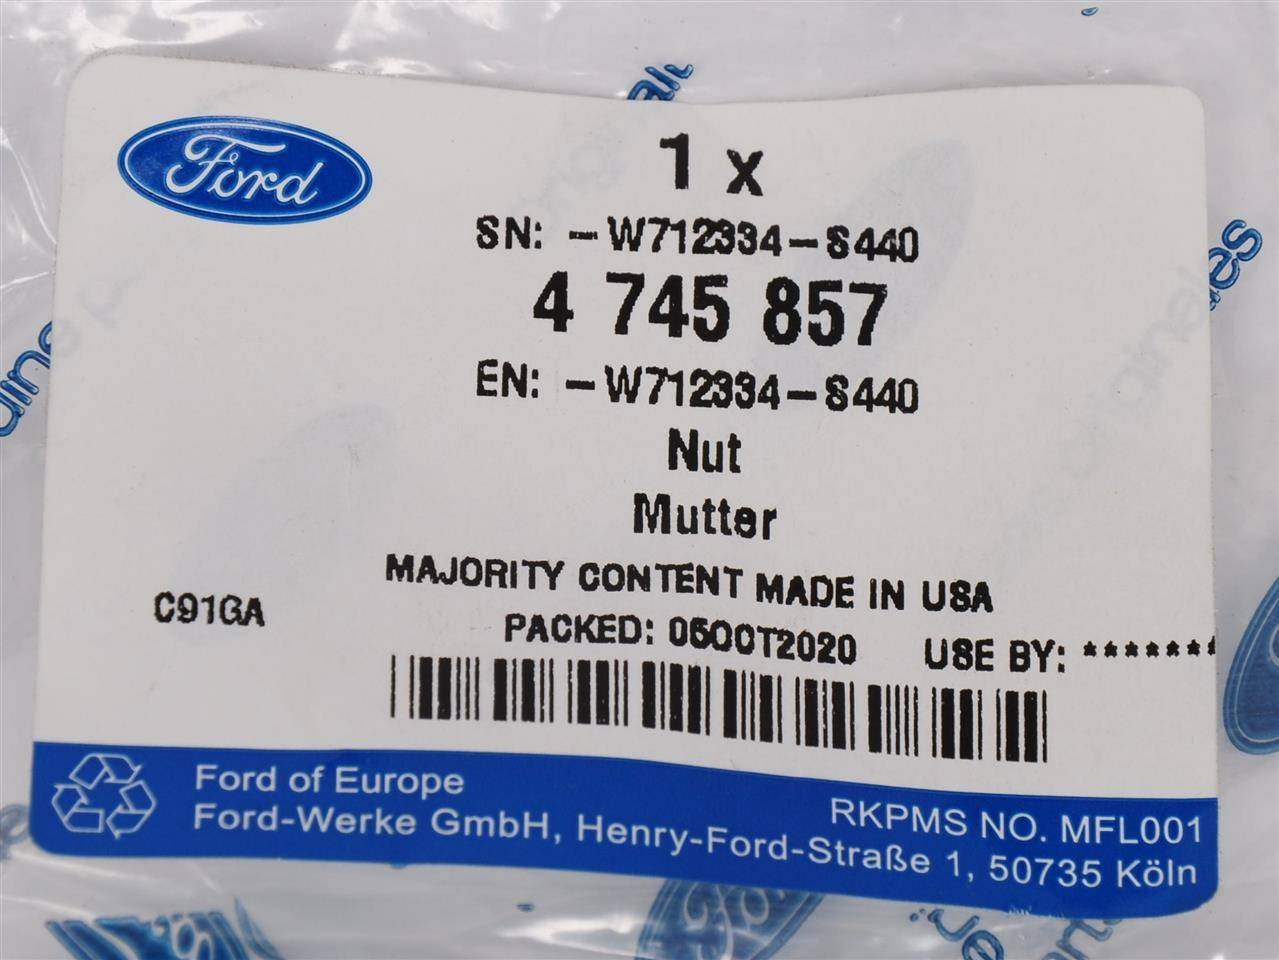 Ford
1 x
SN: -W712334-S440
4 745 857
EN: -W712334-S440
Nut
Mutter
MAJORITY CONTENT MADE IN USA
C91GA
PACKED: 05OCT2020 USE BY: *******
Ford of Europe
RKPMS NO. MFL001
Ford-Werke GmbH, Henry-Ford-Straße 1, 50735 Köln